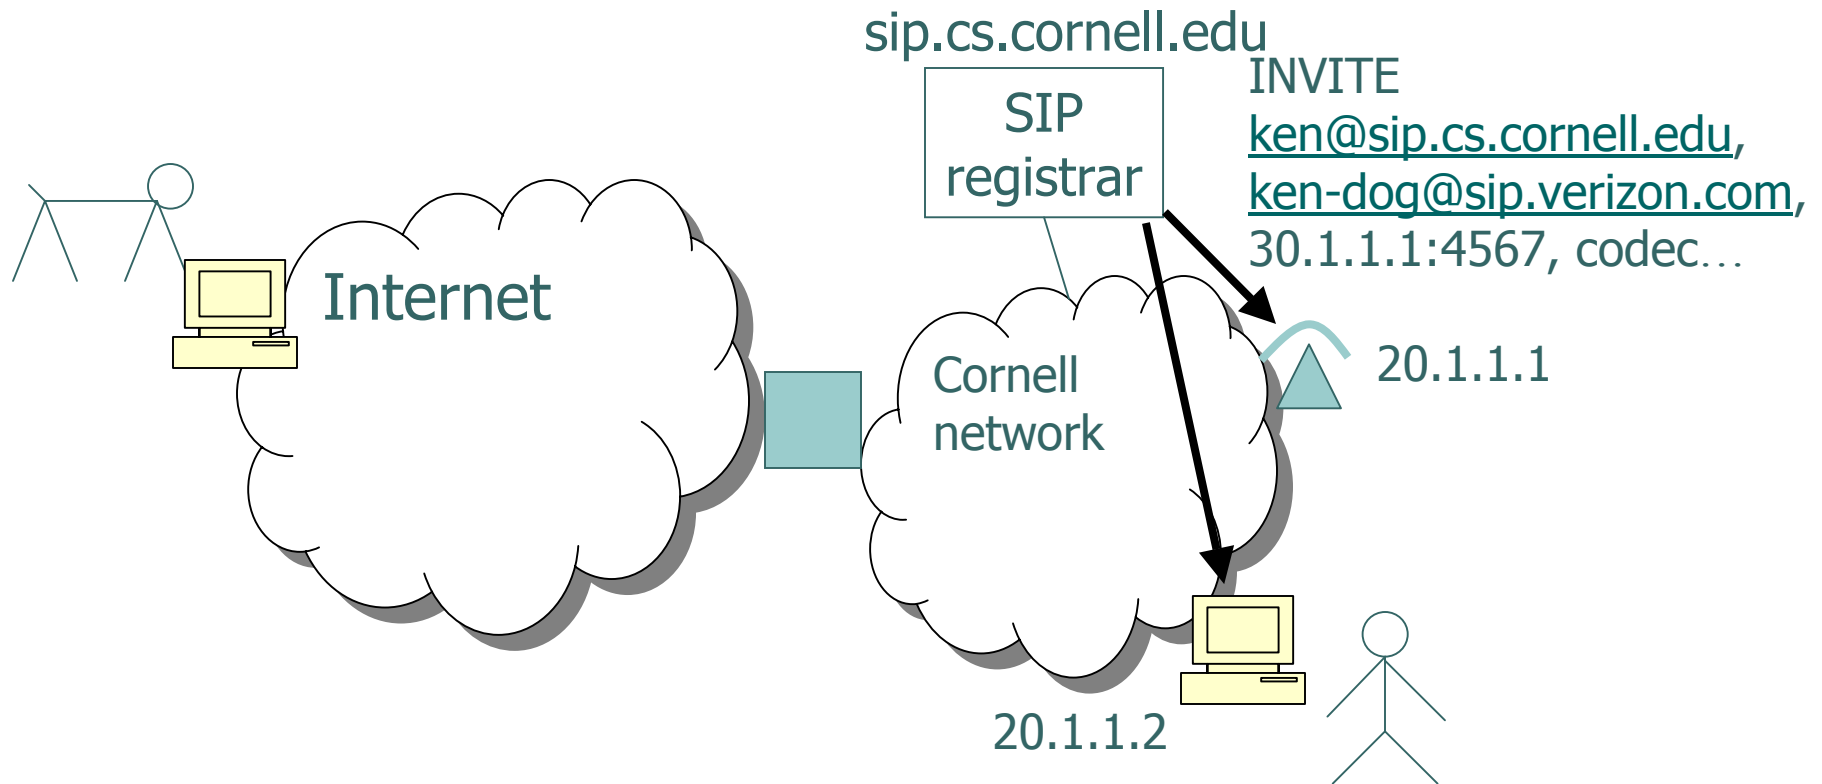 sip.cs.cornell.edu
SIP
registrar
INVITE
ken@sip.cs.cornell.edu,
ken-dog@sip.verizon.com,
30.1.1.1:4567, codec…
Internet
Cornell
network
20.1.1.1
20.1.1.2